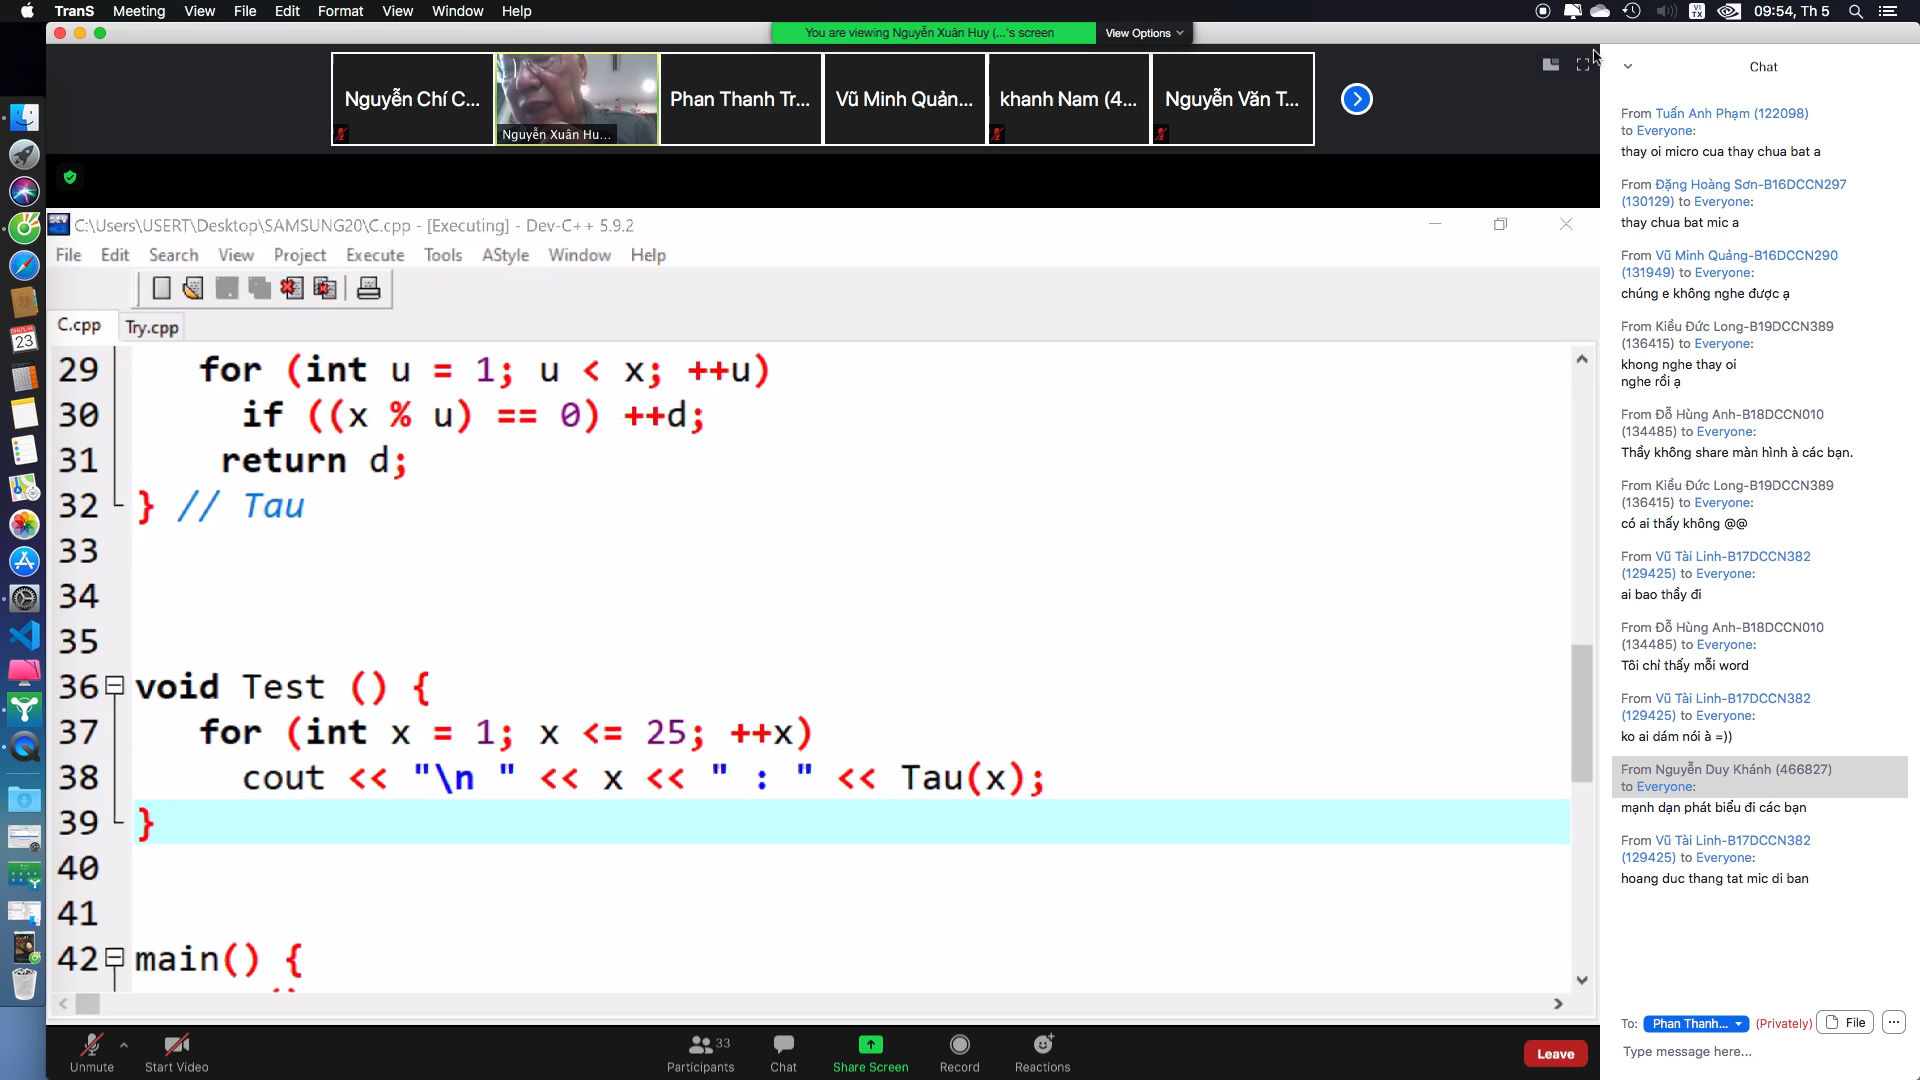 TranS Meeting View File Edit Format View Window Help
VI
TX
09:54, Th 5
You are viewing Nguyễn Xuân Huy (...'s screen
View Options
Nguyễn Chí C...
Nguyễn Xuân Hu...
Phan Thanh Tr...
Vũ Minh Quản...
khanh Nam (4...
Nguyễn Văn T...
C:\Users\USERT\Desktop\SAMSUNG20\C.cpp - [Executing] - Dev-C++ 5.9.2
File Edit Search View Project Execute Tools AStyle Window Help
C.cpp Try.cpp
29 for (int u = 1; u < x; ++u)
30 if ((x % u) == 0) ++d;
31 return d;
32 } // Tau
33
34
35
36 void Test () {
37 for (int x = 1; x <= 25; ++x)
38 cout << "\n " << x << " : " << Tau(x);
39 }
40
41
42 main() {
Chat
From Tuấn Anh Phạm (122098)
to Everyone:
thay oi micro cua thay chua bat a
From Đặng Hoàng Sơn-B16DCCN297
(130129) to Everyone:
thay chua bat mic a
From Vũ Minh Quảng-B16DCCN290
(131949) to Everyone:
chúng e không nghe được ạ
From Kiều Đức Long-B19DCCN389
(136415) to Everyone:
khong nghe thay oi
nghe rồi ạ
From Đỗ Hùng Anh-B18DCCN010
(134485) to Everyone:
Thầy không share màn hình à các bạn.
From Kiều Đức Long-B19DCCN389
(136415) to Everyone:
có ai thấy không @@
From Vũ Tài Linh-B17DCCN382
(129425) to Everyone:
ai bao thầy đi
From Đỗ Hùng Anh-B18DCCN010
(134485) to Everyone:
Tôi chỉ thấy mỗi word
From Vũ Tài Linh-B17DCCN382
(129425) to Everyone:
ko ai dám nói à =))
From Nguyễn Duy Khánh (466827)
to Everyone:
mạnh dạn phát biểu đi các bạn
From Vũ Tài Linh-B17DCCN382
(129425) to Everyone:
hoang duc thang tat mic di ban
To: Phan Thanh... (Privately) File
Type message here...
Unmute
Start Video
33
Participants
Chat
Share Screen
Record
Reactions
Leave
23